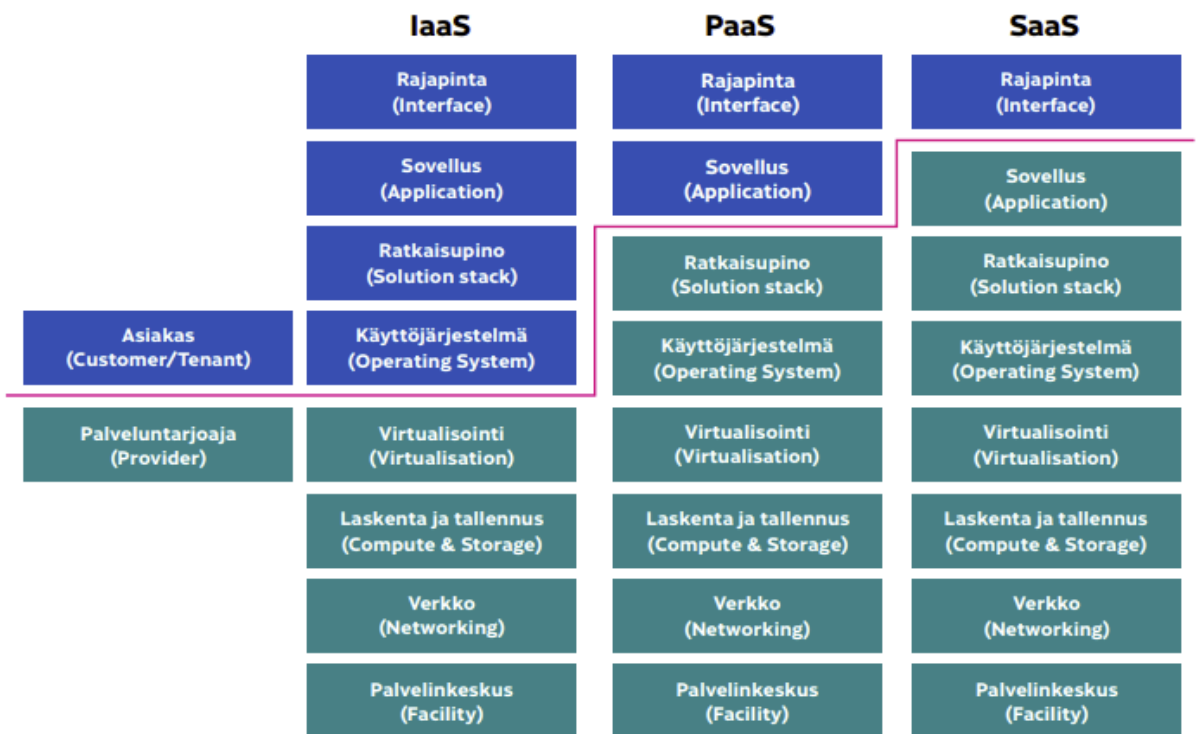 IaaS
PaaS
SaaS
Rajapinta
(Interface)
Rajapinta
(Interface)
Rajapinta
(Interface)
Sovellus
(Application)
Sovellus
(Application)
Sovellus
(Application)
Ratkaisupino
(Solution stack)
Ratkaisupino
(Solution stack)
Ratkaisupino
(Solution stack)
Asiakas
(Customer/Tenant)
Käyttöjärjestelmä
(Operating System)
Käyttöjärjestelmä
(Operating System)
Käyttöjärjestelmä
(Operating System)
Palveluntarjoaja
(Provider)
Virtualisointi
(Virtualisation)
Virtualisointi
(Virtualisation)
Virtualisointi
(Virtualisation)
Laskenta ja tallennus
(Compute & Storage)
Laskenta ja tallennus
(Compute & Storage)
Laskenta ja tallennus
(Compute & Storage)
Verkko
(Networking)
Verkko
(Networking)
Verkko
(Networking)
Palvelinkeskus
(Facility)
Palvelinkeskus
(Facility)
Palvelinkeskus
(Facility)